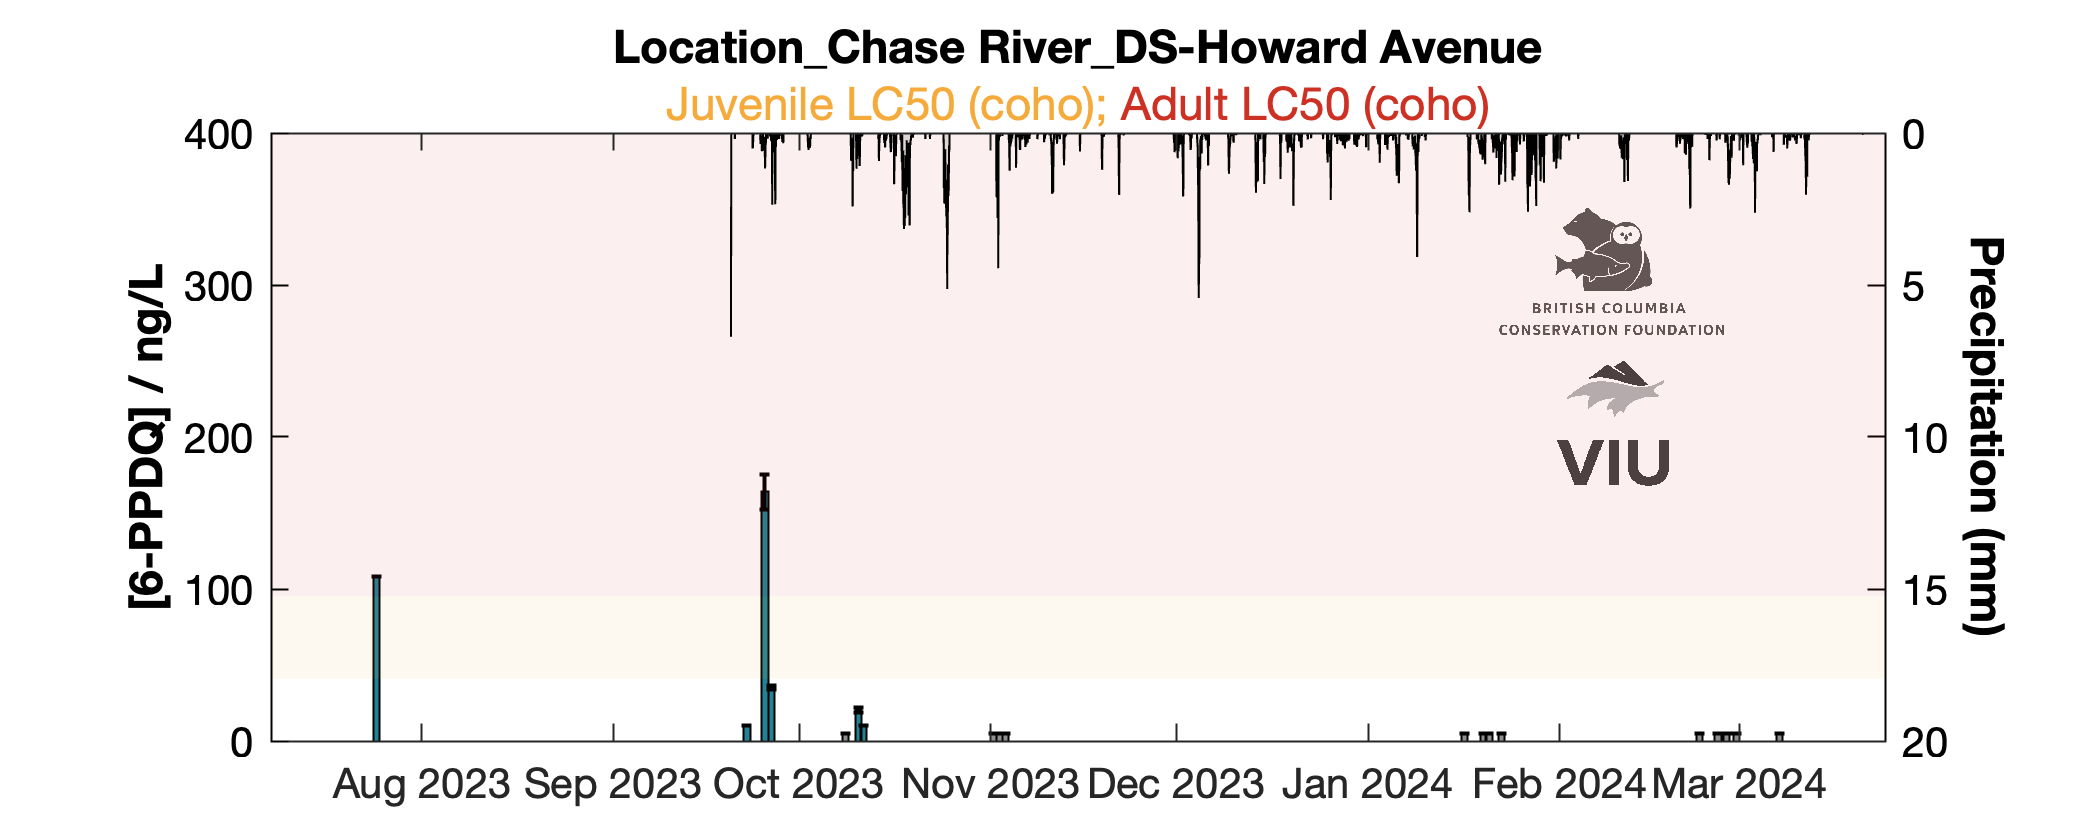 Location_Chase River_DS-Howard Avenue
Juvenile LC50 (coho); Adult LC50 (coho)
400
300
200
100
0
[6-PPDQ] / ng/L
0
5
10
15
20
Precipitation (mm)
BRITISH COLUMBIA
CONSERVATION FOUNDATION
VIU
Aug 2023 Sep 2023 Oct 2023 Nov 2023 Dec 2023 Jan 2024 Feb 2024 Mar 2024